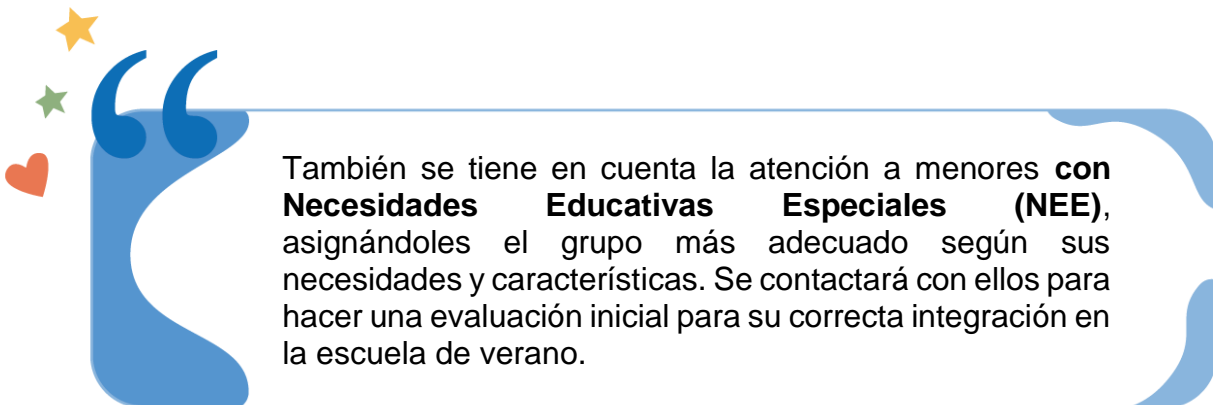 También se tiene en cuenta la atención a menores con
Necesidades Educativas Especiales (NEE),
asignándoles el grupo más adecuado según sus
necesidades y características. Se contactará con ellos para
hacer una evaluación inicial para su correcta integración en
la escuela de verano.